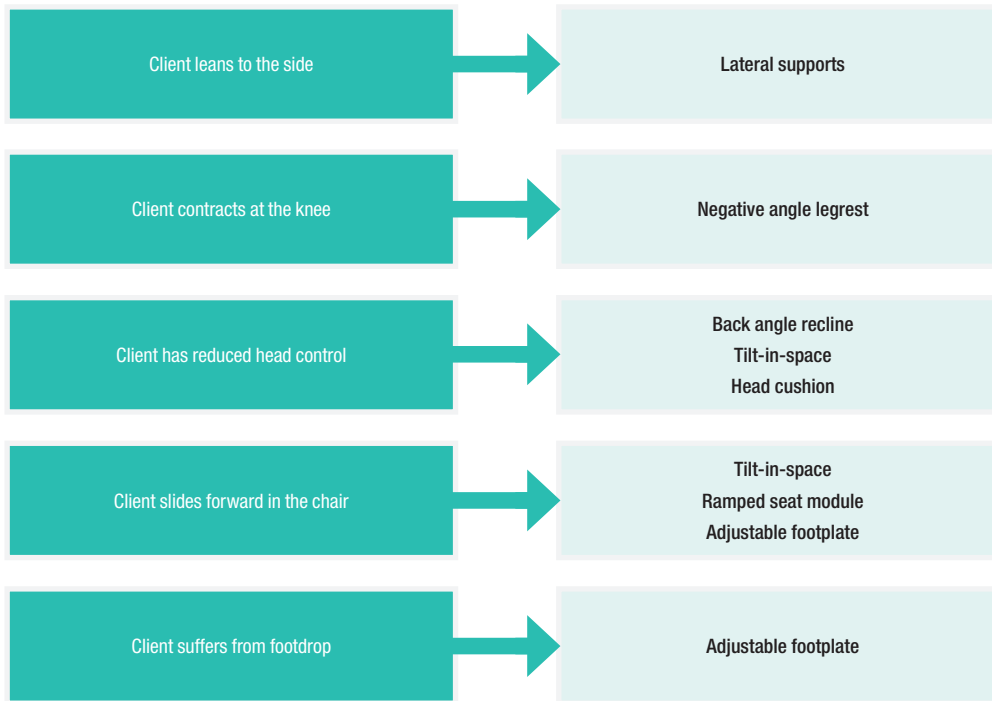 Client leans to the side
Lateral supports
Client contracts at the knee
Negative angle legrest
Client has reduced head control
Back angle recline
Tilt-in-space
Head cushion
Client slides forward in the chair
Tilt-in-space
Ramped seat module
Adjustable footplate
Client suffers from footdrop
Adjustable footplate